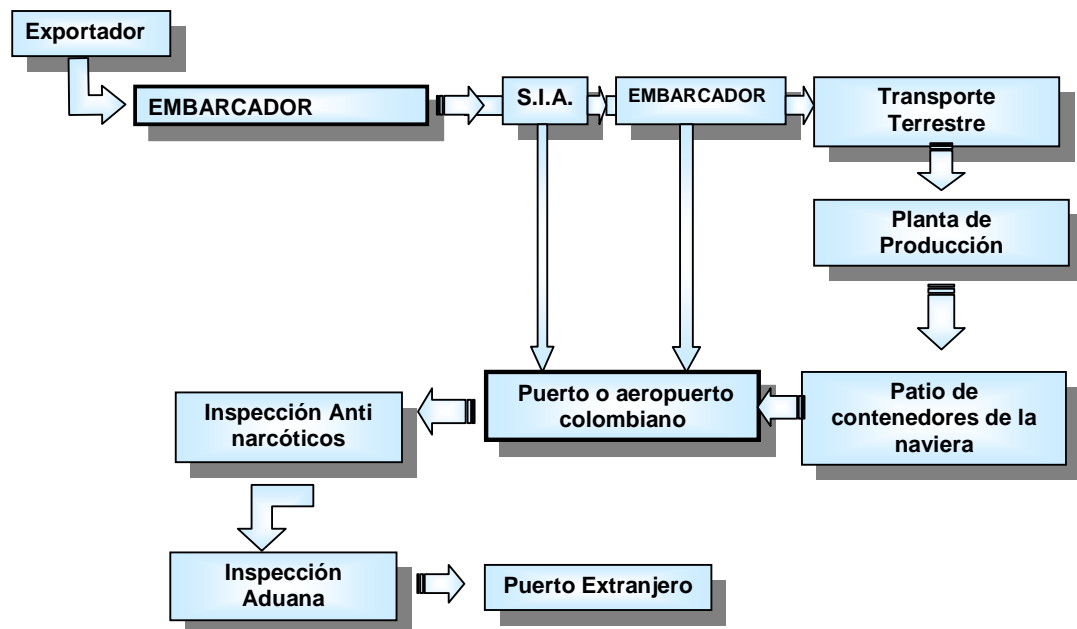 Exportador
EMBARCADOR
S.I.A.
EMBARCADOR
Transporte
Terrestre
Planta de
Producción
Patio de
contenedores de la
naviera
Puerto o aeropuerto
colombiano
Inspección Anti
narcóticos
Inspección
Aduana
Puerto Extranjero